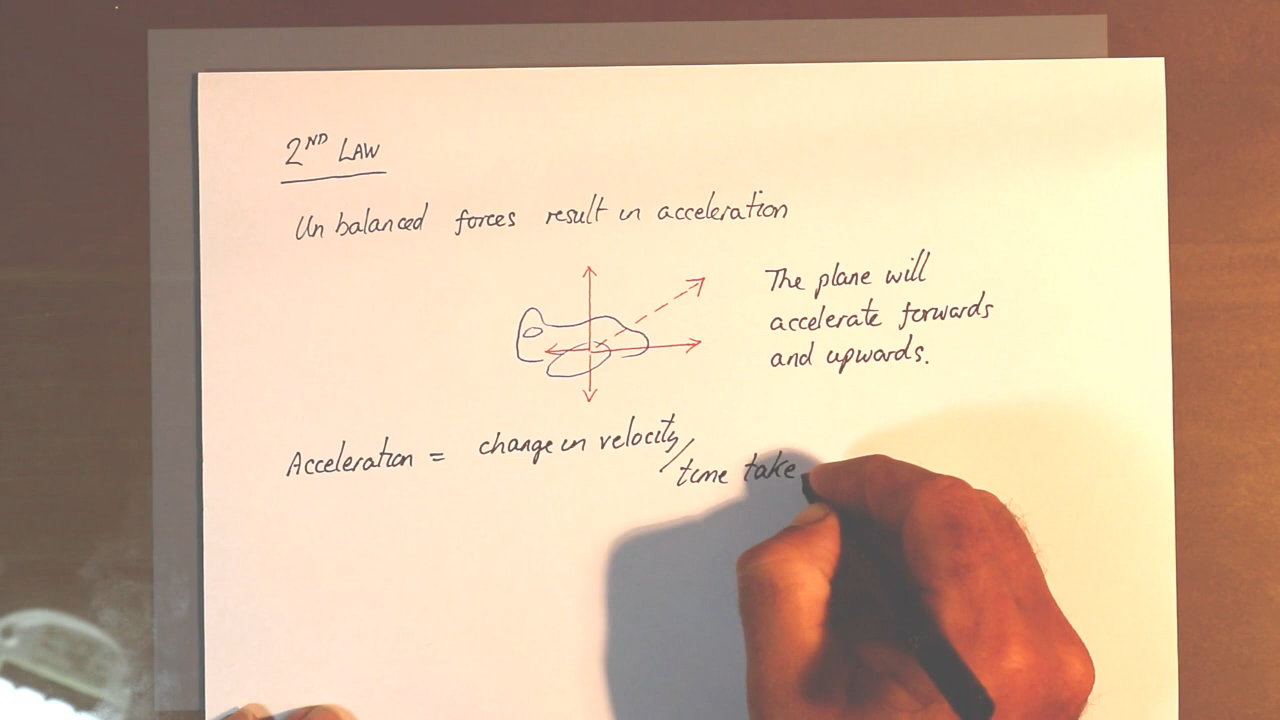 2ND LAW
Un balanced forces result in acceleration
The plane will
accelerate forwards
and upwards.
Acceleration = change in velocity/
time take